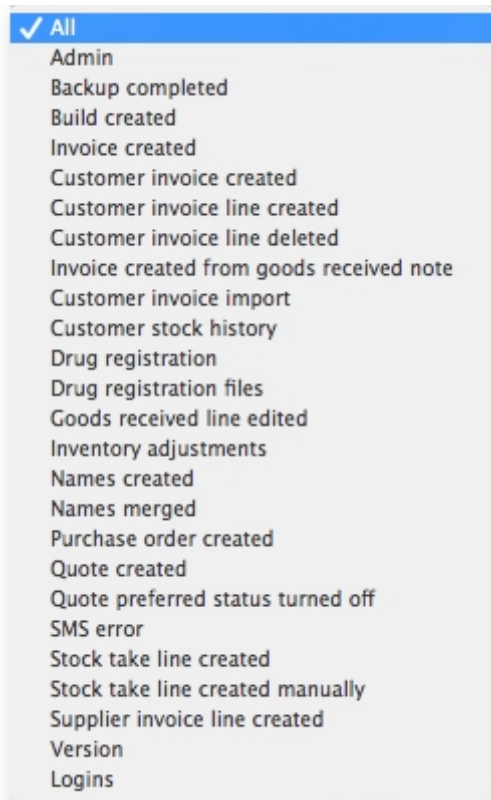 All
Admin
Backup completed
Build created
Invoice created
Customer invoice created
Customer invoice line created
Customer invoice line deleted
Invoice created from goods received note
Customer invoice import
Customer stock history
Drug registration
Drug registration files
Goods received line edited
Inventory adjustments
Names created
Names merged
Purchase order created
Quote created
Quote preferred status turned off
SMS error
Stock take line created
Stock take line created manually
Supplier invoice line created
Version
Logins